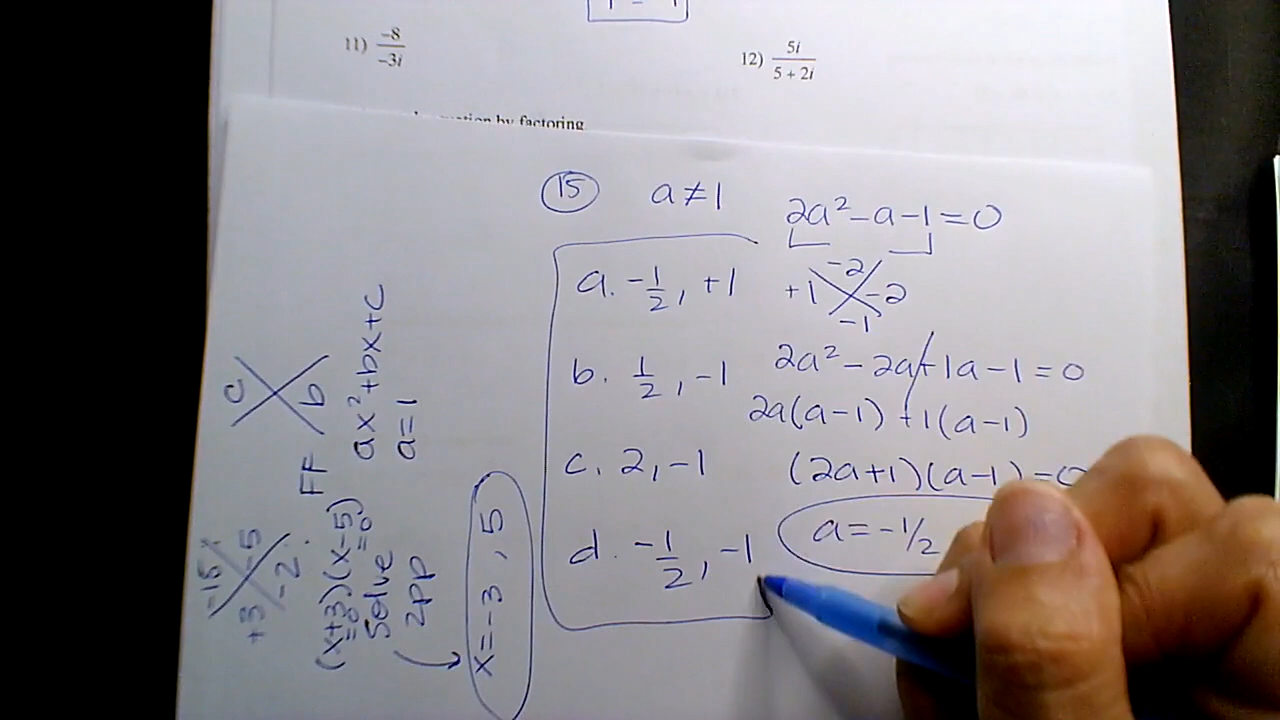 11) -8/-3i
12) 5i/5 + 2i
by factoring
15 a≠1 2a²-a-1=0
-2
a. -1/2, +1 +1 -2
-1
b. 1/2, -1 2a²-2a+1a-1=0
2a(a-1) +1(a-1)
c. 2, -1 (2a+1)(a-1)=0
d. -1/2, -1 a=-1/2
c b
ax²+bx+c
a=1
FF
-15
+3 -5
-2
(x+3)(x-5)
=0 =0
Solve
zpp
x=-3, 5